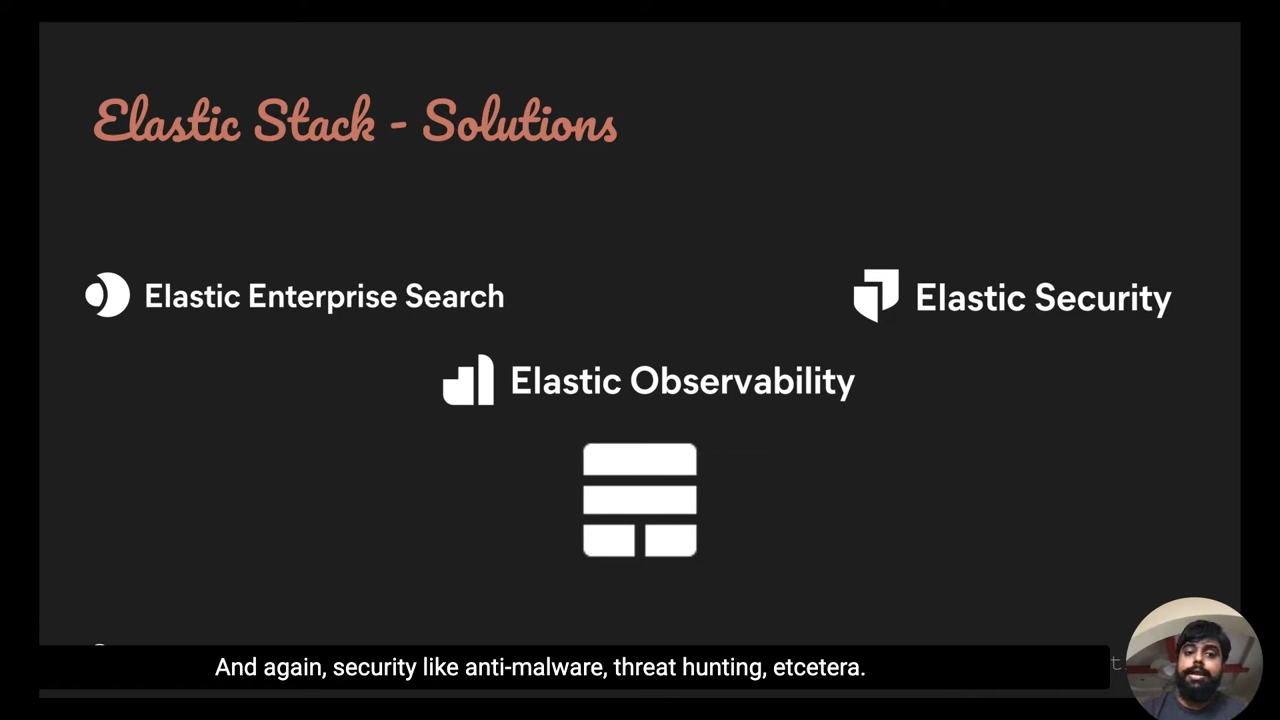 Elastic Stack - Solutions
Elastic Enterprise Search
Elastic Security
Elastic Observability
And again, security like anti-malware, threat hunting, etcetera.